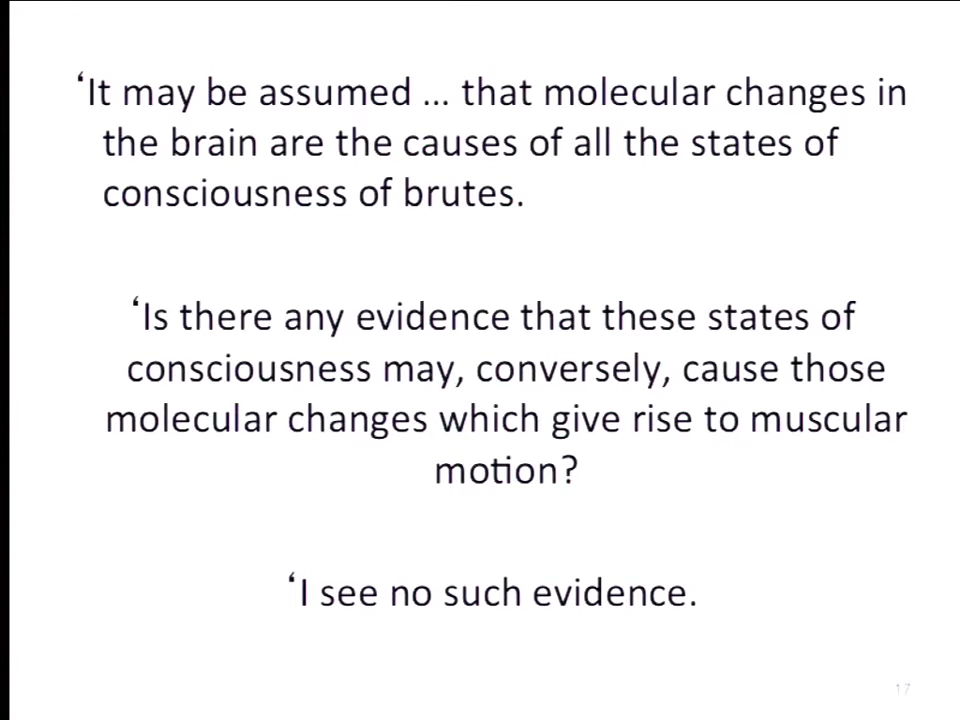 ‘It may be assumed ... that molecular changes in
the brain are the causes of all the states of
consciousness of brutes.
‘Is there any evidence that these states of
consciousness may, conversely, cause those
molecular changes which give rise to muscular
motion?
‘I see no such evidence.
17